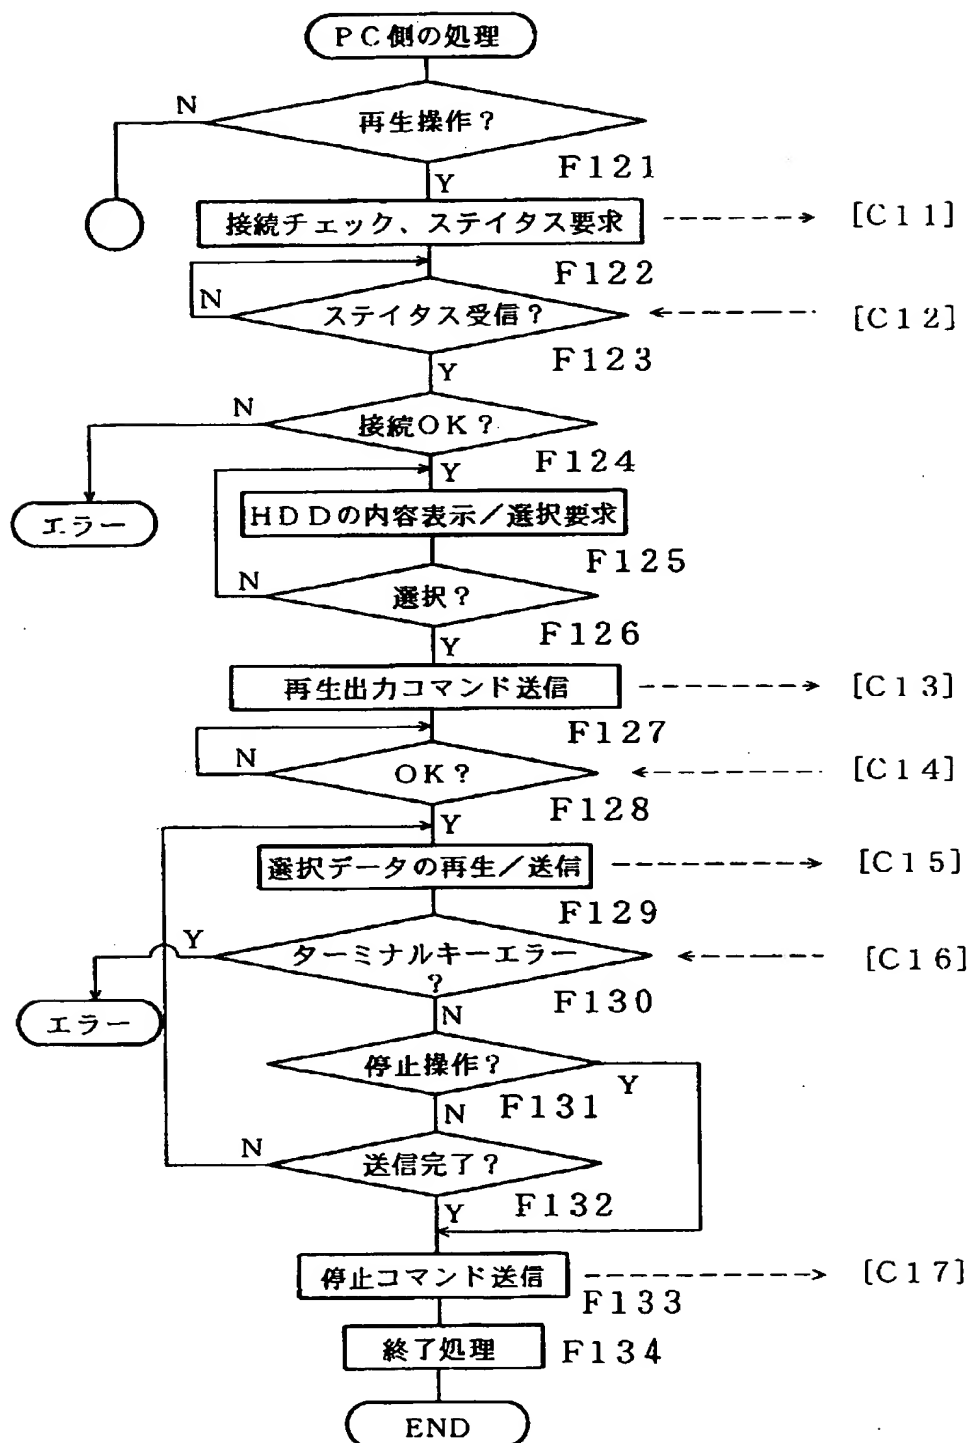 PC側の処理
N
再生操作?
F121
Y
接続チェック、ステイタス要求
[C11]
F122
N
ステイタス受信?
[C12]
F123
Y
N
接続OK?
F124
Y
エラー
HDDの内容表示/選択要求
F125
N
選択?
F126
Y
再生出力コマンド送信
[C13]
F127
N
OK?
[C14]
F128
Y
選択データの再生/送信
[C15]
F129
Y
ターミナルキーエラー
?
[C16]
F130
エラー
N
停止操作?
Y
F131
N
N
送信完了?
F132
Y
停止コマンド送信
[C17]
F133
終了処理
F134
END